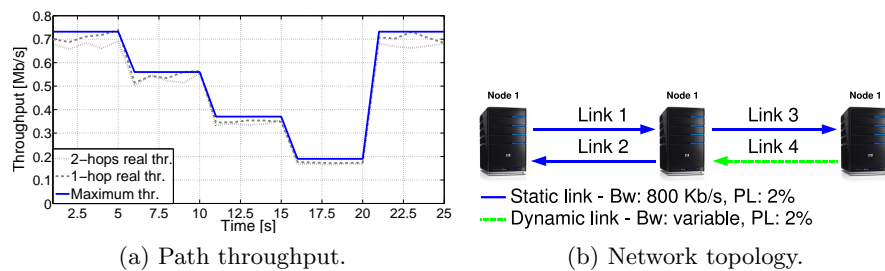 Throughput [Mb/s]
0.8
0.7
0.6
0.5
0.4
0.3
0.2
0.1
0
2-hops real thr.
1-hop real thr.
Maximum thr.
2.5 5 7.5 10 12.5 15 17.5 20 22.5 25
Time [s]
(a) Path throughput.
Node 1 Node 1 Node 1
Link 1 Link 3
Link 2 Link 4
Static link - Bw: 800 Kb/s, PL: 2%
Dynamic link - Bw: variable, PL: 2%
(b) Network topology.